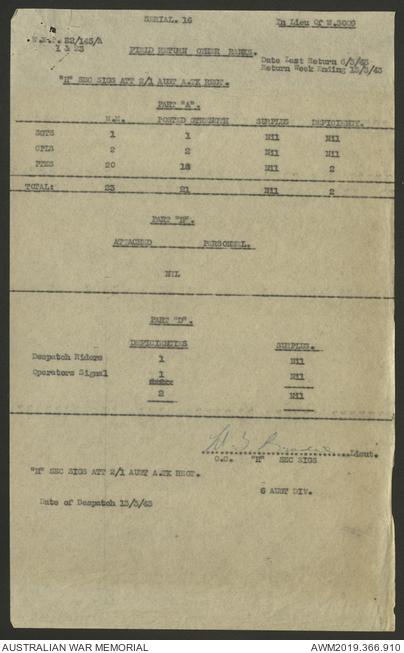 SERIAL. 16
In Lieu Of W.3009
W.E. P. E2/145/A
1 & 23
FIELD RETURN OTHER RANKS.
Date Last Return 6/3/43
Return Week Ending 13/3/43
"H" SEC SIGS ATT 2/1 AUST A.TK REGT.
PART "A".
W.E. POSTED STRENGTH SURPLUS DEFICIENCY.
SGTS 1 1 Nil Nil
CPLS 2 2 Nil Nil
PTES 20 18 Nil 2
TOTAL: 23 21 Nil 2
PART "B".
ATTACHED PERSONNEL.
NIL
PART "D".
DEFICIENCIES SURPLUS.
Despatch Riders 1 Nil
Operators Signal 1 Nil
2 Nil
Lieut.
O.C. "H" SEC SIGS
"H" SEC SIGS ATT 2/1 AUST A.TK REGT.
6 AUST DIV.
Date of Despatch 13/3/43
AUSTRALIAN WAR MEMORIAL
AWM2019.366.910